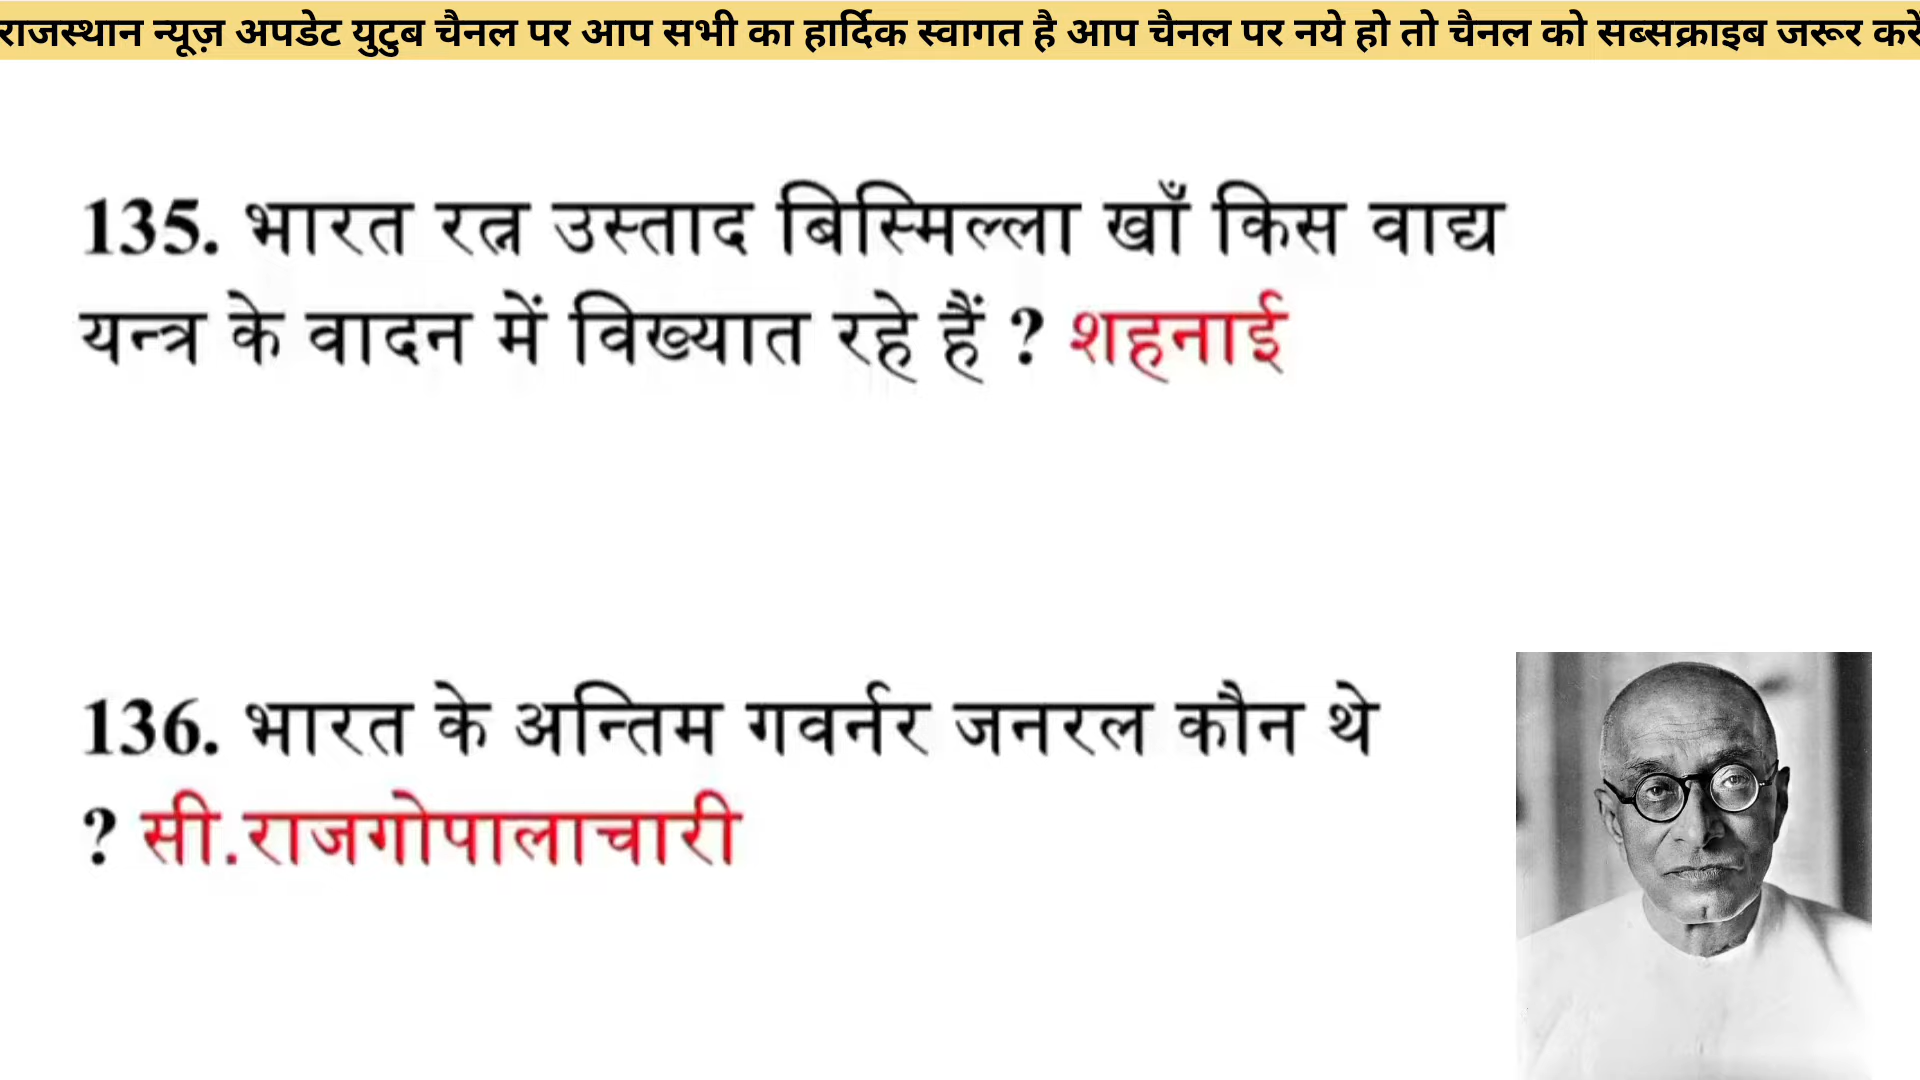 राजस्थान न्यूज़ अपडेट युटुब चैनल पर आप सभी का हार्दिक स्वागत है आप चैनल पर नये हो तो चैनल को सब्सक्राइब जरूर करें
135. भारत रत्न उस्ताद बिस्मिल्ला खाँ किस वाद्य
यन्त्र के वादन में विख्यात रहे हैं ? शहनाई
136. भारत के अन्तिम गवर्नर जनरल कौन थे
? सी.राजगोपालाचारी